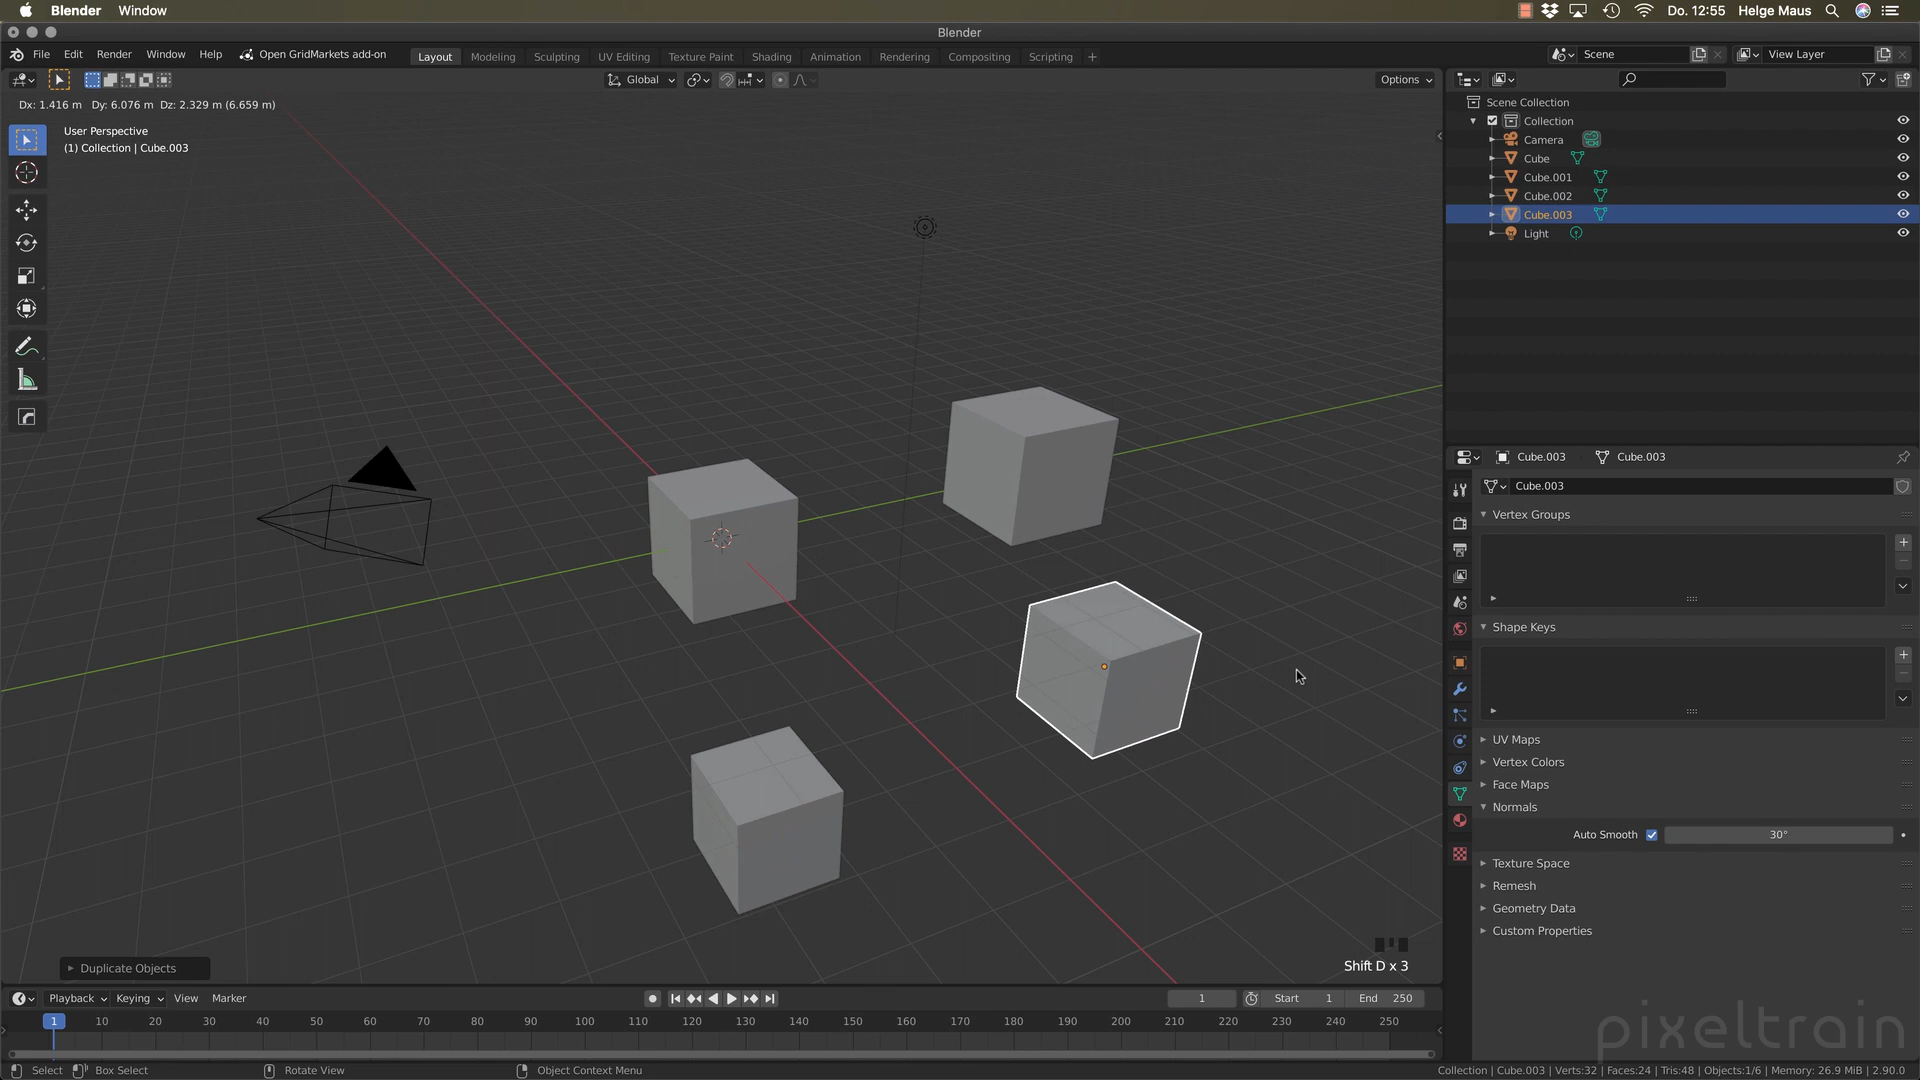 Blender Window
Do. 12:55 Helge Maus
Blender
File Edit Render Window Help Open GridMarkets add-on
Layout Modeling Sculpting UV Editing Texture Paint Shading Animation Rendering Compositing Scripting +
Scene
View Layer
Global
Options
Dx: 1.416 m Dy: 6.076 m Dz: 2.329 m (6.659 m)
User Perspective
(1) Collection | Cube.003
Scene Collection
Collection
Camera
Cube
Cube.001
Cube.002
Cube.003
Light
Cube.003 Cube.003
Cube.003
Vertex Groups
Shape Keys
UV Maps
Vertex Colors
Face Maps
Normals
Auto Smooth 30°
Texture Space
Remesh
Geometry Data
Custom Properties
Duplicate Objects
Shift D x 3
Playback Keying View Marker
1 Start 1 End 250
1 10 20 30 40 50 60 70 80 90 100 110 120 130 140 150 160 170 180 190 200 210 220 230 240 250
pixeltrain
Select Box Select Rotate View Object Context Menu
Collection | Cube.003 | Verts:32 | Faces:24 | Tris:48 | Objects:1/6 | Memory: 26.9 MiB | 2.90.0